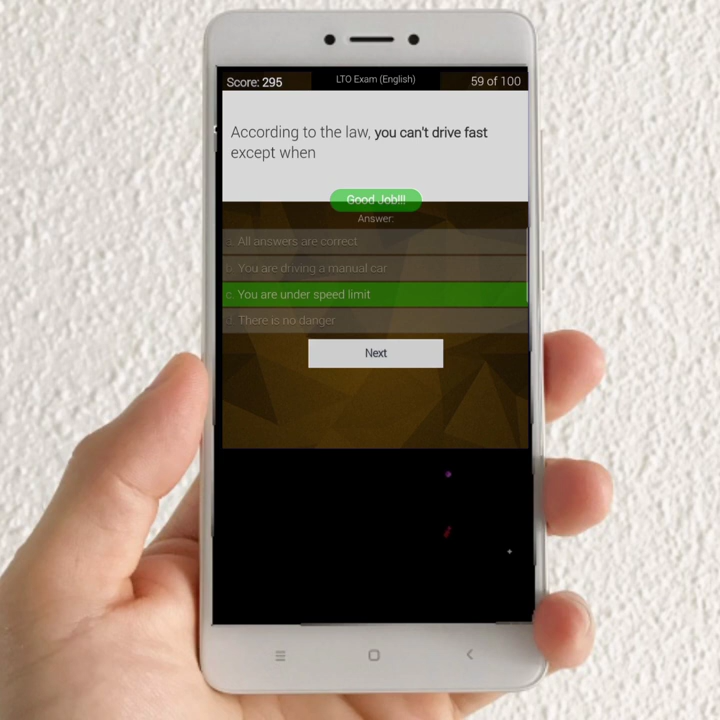 Score: 295
LTO Exam (English)
59 of 100
According to the law, you can't drive fast
except when
Good Job!!!
Answer:
a. All answers are correct
b. You are driving a manual car
c. You are under speed limit
d. There is no danger
Next